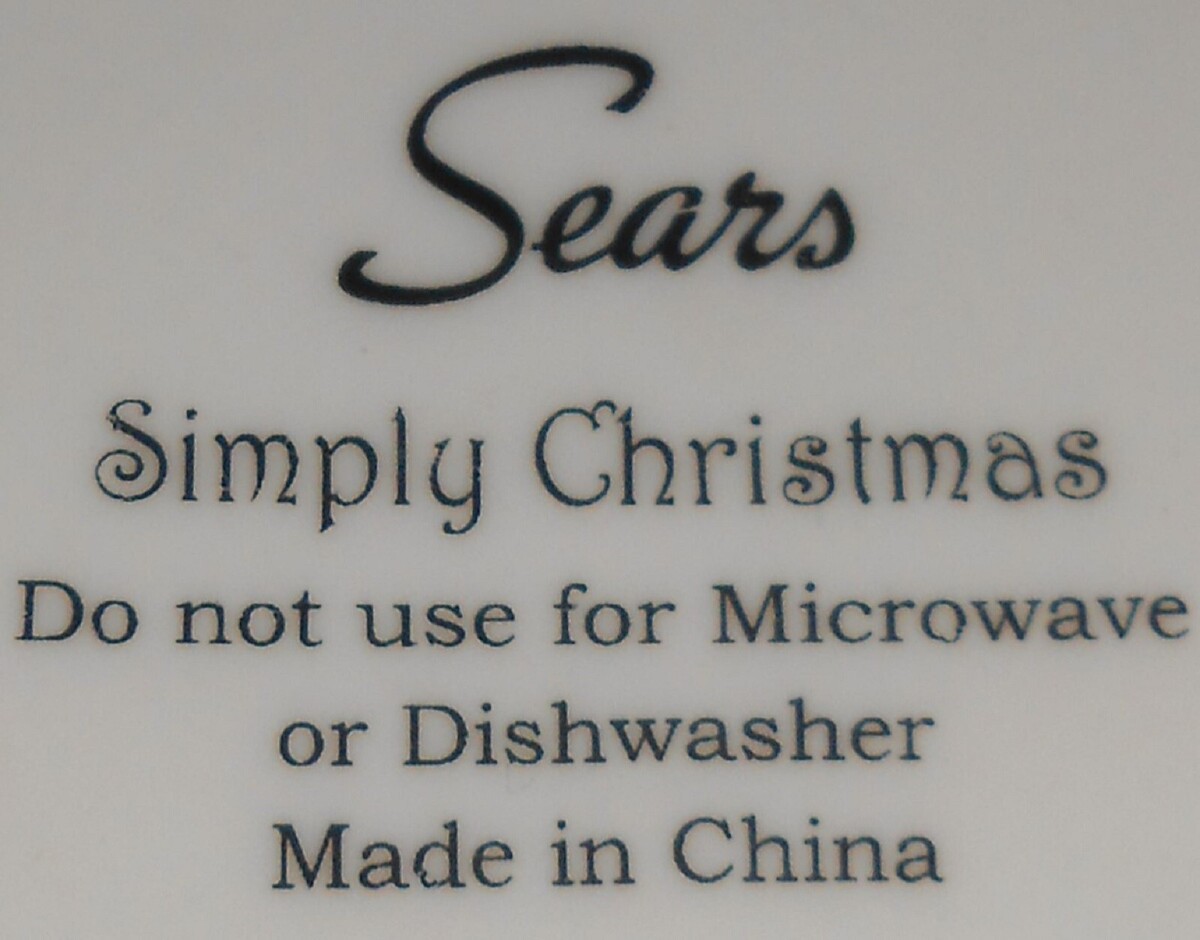 Sears
Simply Christmas
Do not use for Microwave
or Dishwasher
Made in China